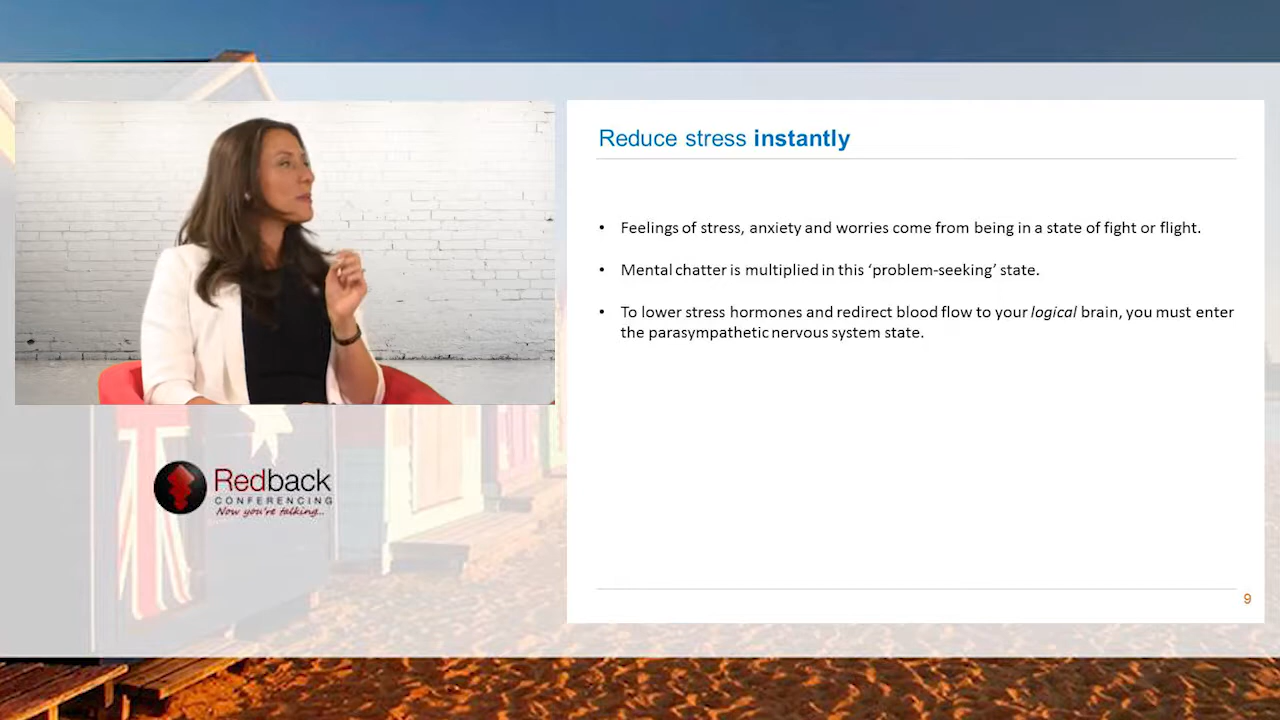 Reduce stress instantly
• Feelings of stress, anxiety and worries come from being in a state of fight or flight.
• Mental chatter is multiplied in this ‘problem-seeking’ state.
• To lower stress hormones and redirect blood flow to your logical brain, you must enter
the parasympathetic nervous system state.
9
Redback
CONFERENCING
Now you're talking...